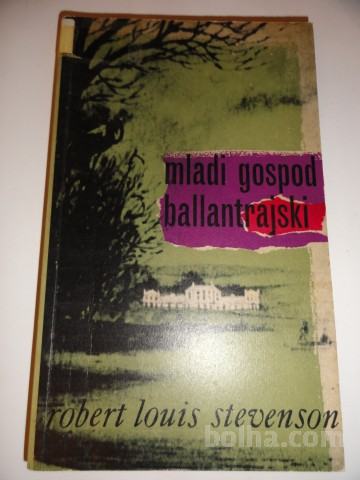 mladi gospod
ballantrajski
robert louis stevenson
bolha.com